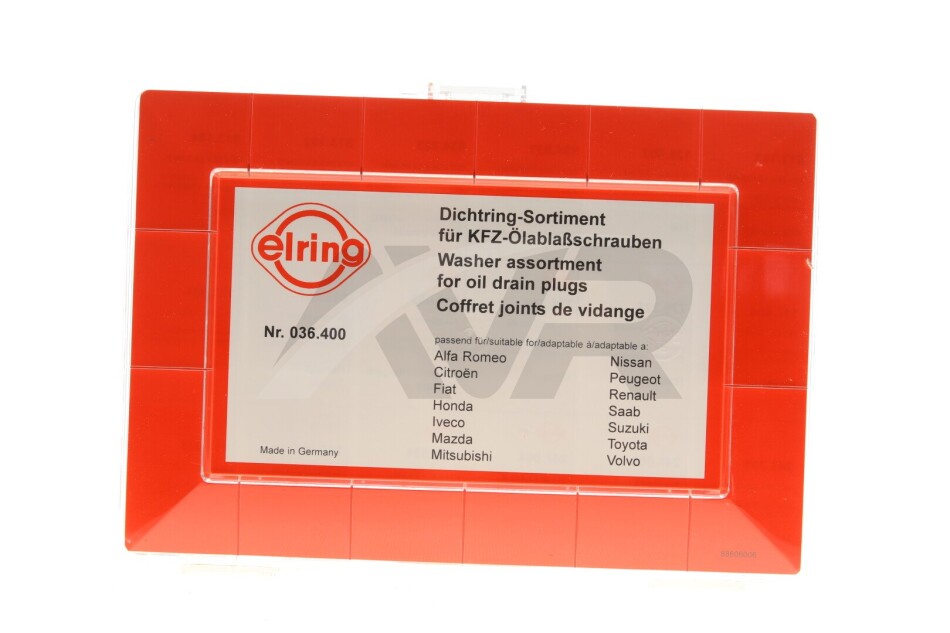 elring
Nr. 036.400
Made in Germany
Dichtring-Sortiment
für KFZ-Ölablaßschrauben
Washer assortment
for oil drain plugs
Coffret joints de vidange
passend für/suitable for/adaptable à/adaptable a:
Alfa Romeo
Citroën
Fiat
Honda
Iveco
Mazda
Mitsubishi
Nissan
Peugeot
Renault
Saab
Suzuki
Toyota
Volvo